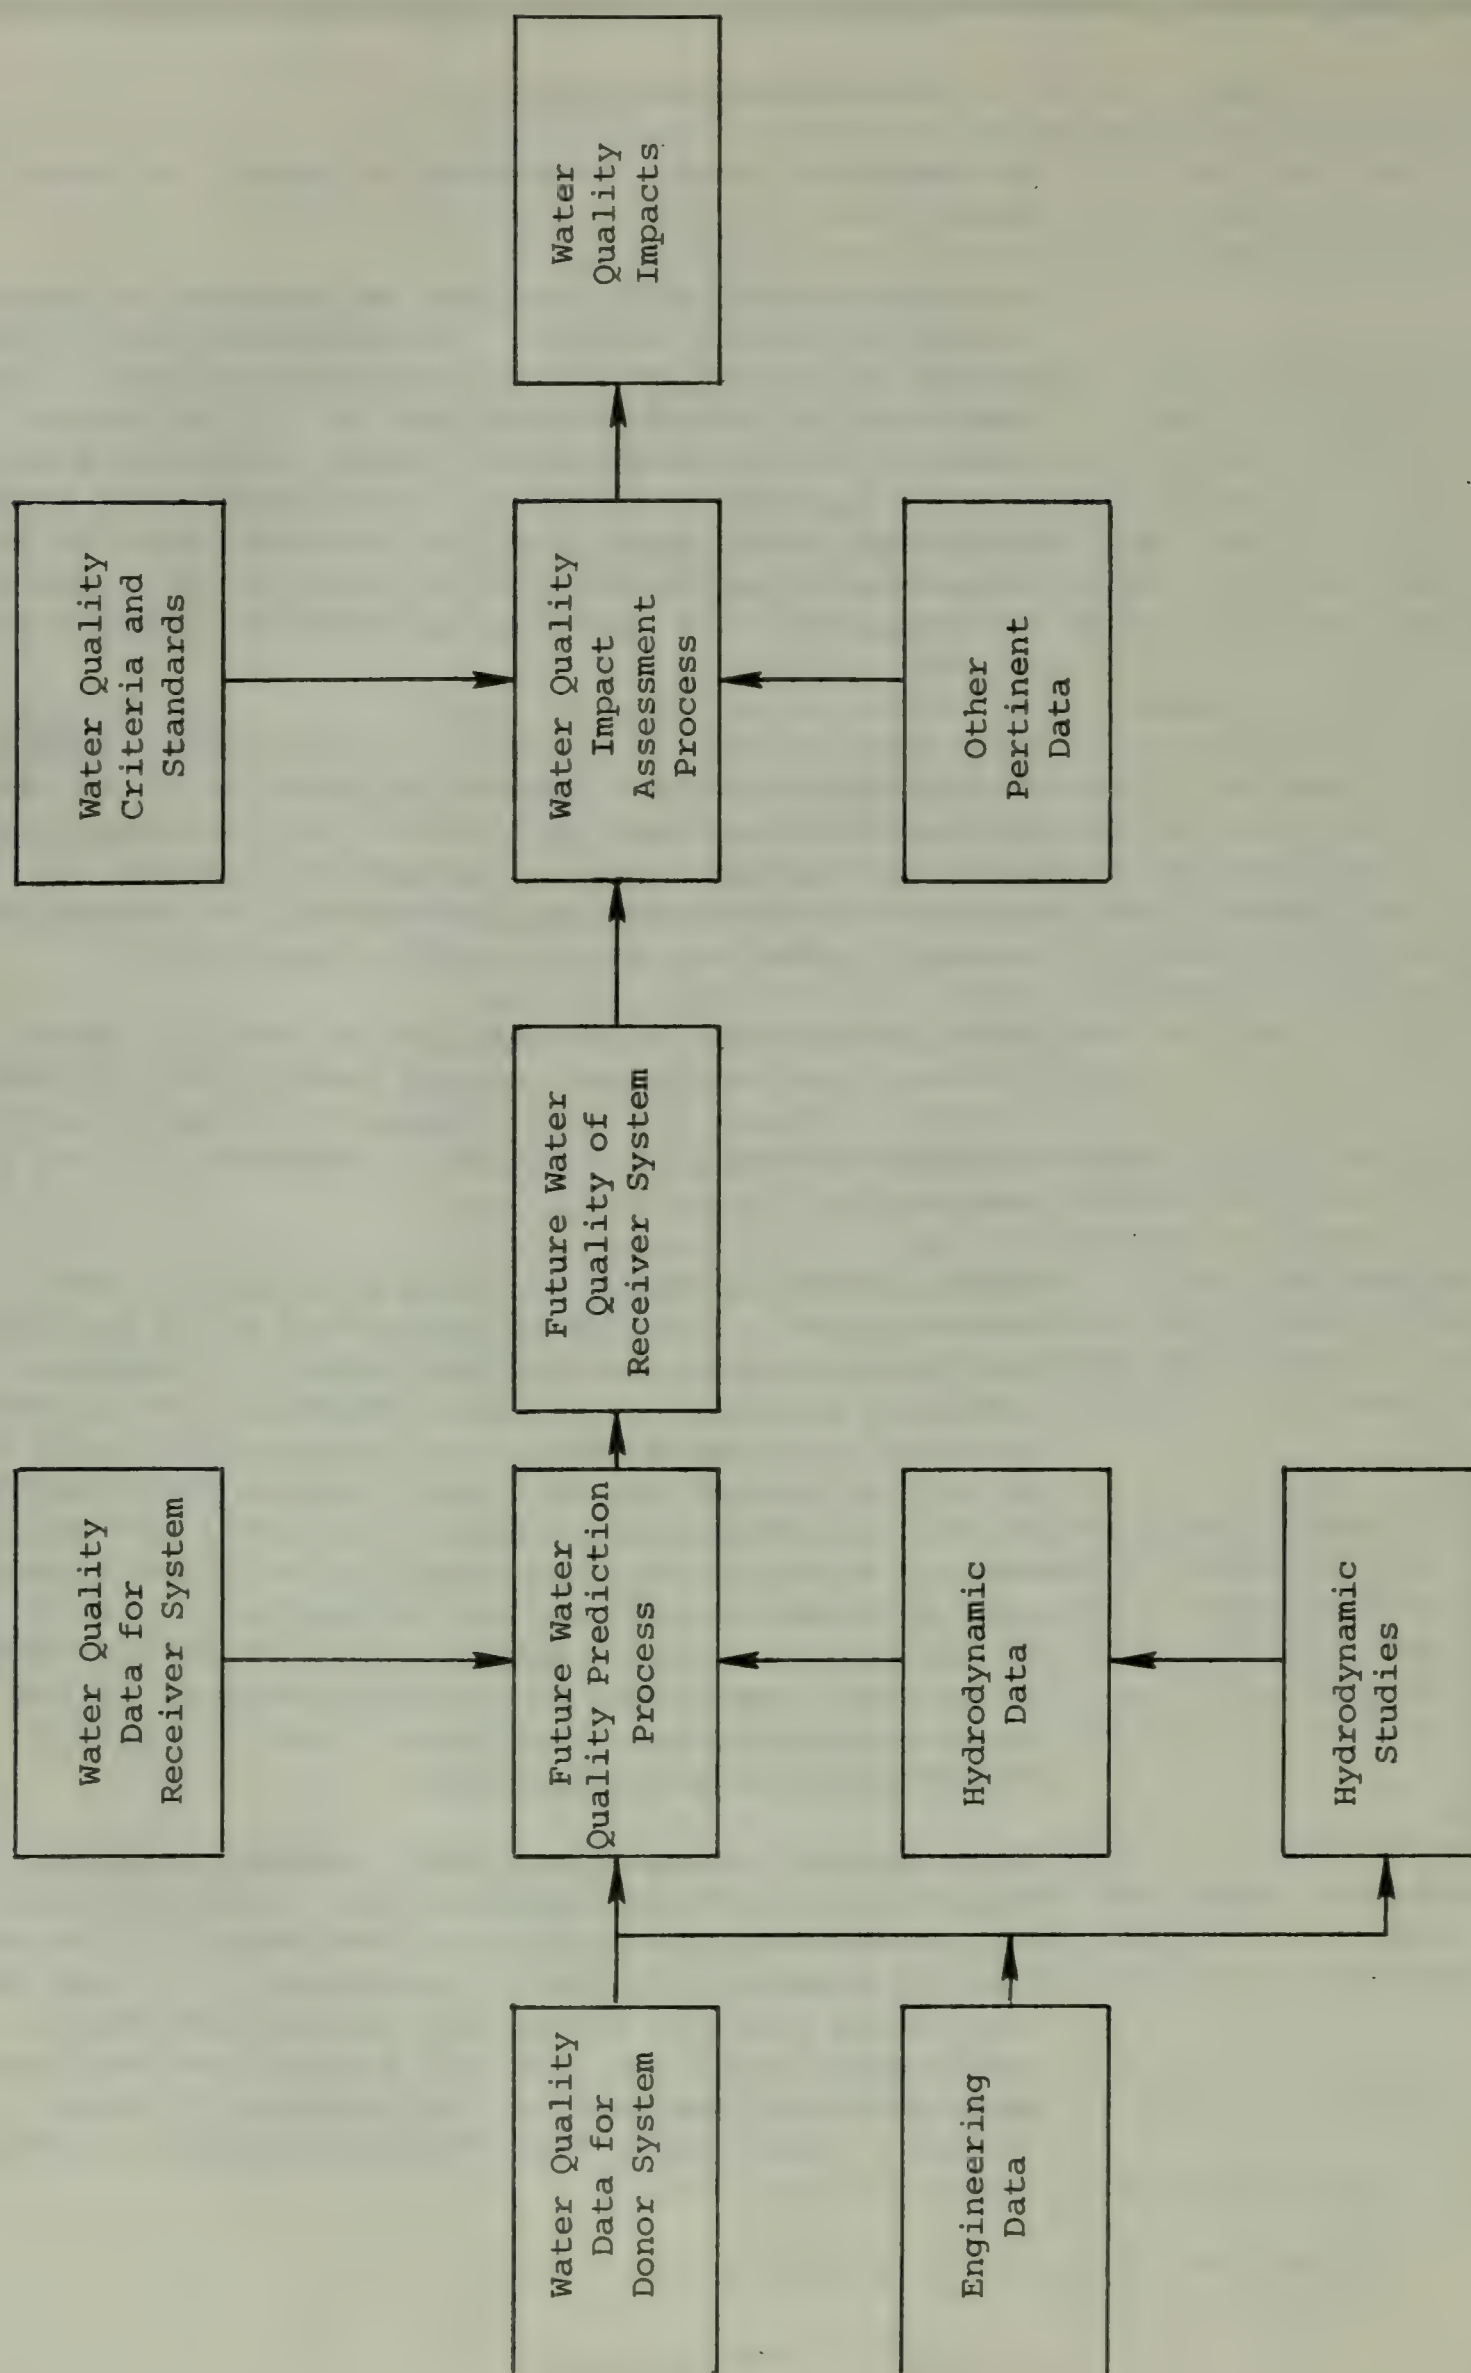 Water Quality
Data for
Donor System
Engineering
Data
Water Quality
Data for
Receiver System
Future Water
Quality Prediction
Process
Hydrodynamic
Data
Hydrodynamic
Studies
Future Water
Quality of
Receiver System
Water Quality
Criteria and
Standards
Water Quality
Impact
Assessment
Process
Other
Pertinent
Data
Water
Quality
Impacts